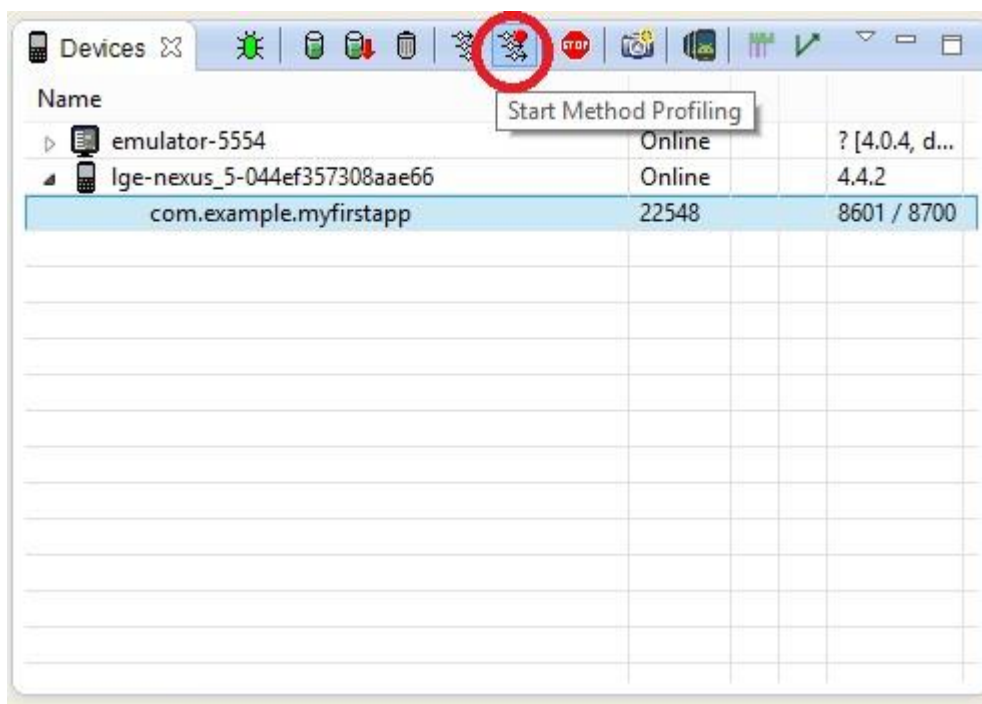 Devices
STOP
Name
Start Method Profiling
emulator-5554 Online ? [4.0.4, d...
lge-nexus_5-044ef357308aae66 Online 4.4.2
com.example.myfirstapp 22548 8601 / 8700